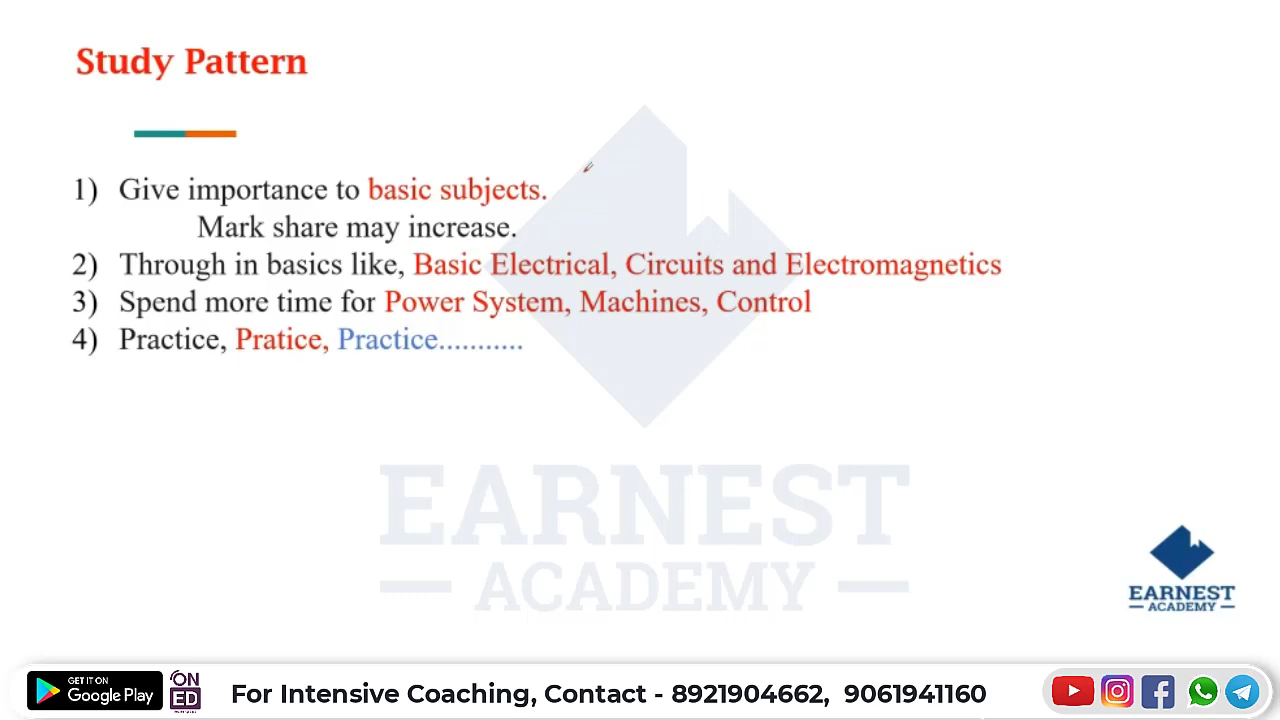 Study Pattern
1) Give importance to basic subjects.
Mark share may increase.
2) Through in basics like, Basic Electrical, Circuits and Electromagnetics
3) Spend more time for Power System, Machines, Control
4) Practice, Pratice, Practice...........
EARNEST
ACADEMY
EARNEST
ACADEMY
GET IT ON
Google Play
ON
ED
For Intensive Coaching, Contact - 8921904662, 9061941160